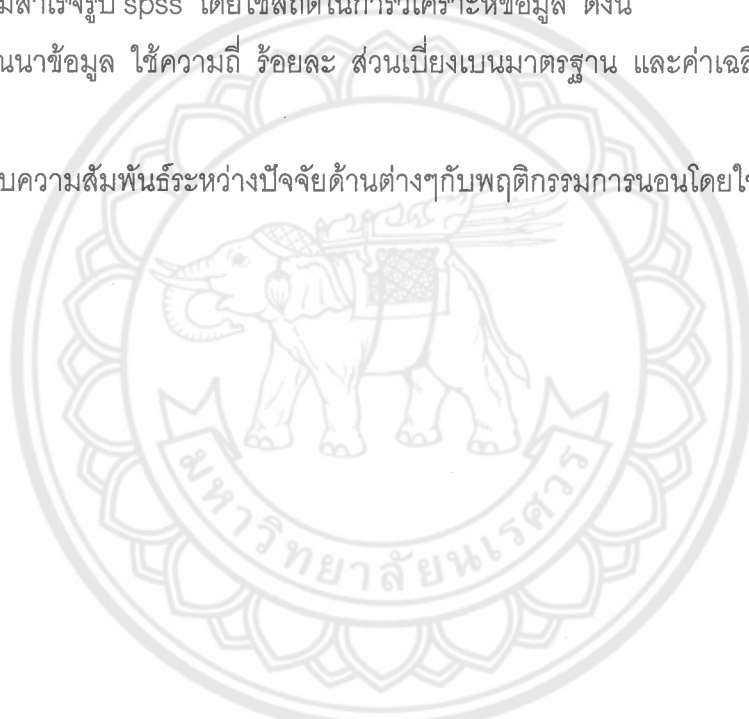 มสำเร็จรูป spss โดยใช้สถิติในการวิเคราะห์ข้อมูล ดังนี้
นนาข้อมูล ใช้ความถี่ ร้อยละ ส่วนเบี่ยงเบนมาตรฐาน และค่าเฉลี
บความสัมพันธ์ระหว่างปัจจัยด้านต่างๆกับพฤติกรรมการนอนโดยใช
มหาวิทยาลัยนเรศวร